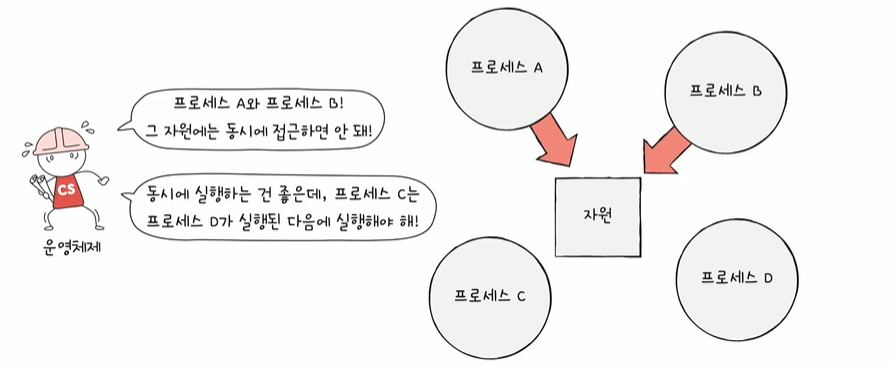 프로세스 A와 프로세스 B!
그 자원에는 동시에 접근하면 안 돼!
CS
동시에 실행하는 건 좋은데, 프로세스 C는
프로세스 D가 실행된 다음에 실행해야 해!
운영체제
프로세스 A
프로세스 B
자원
프로세스 C
프로세스 D